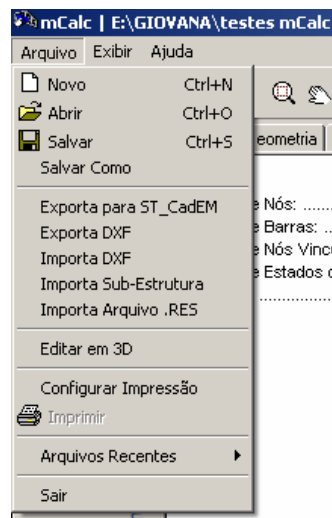 mCalc | E:\GIOVANA\testes mCalc
Arquivo Exibir Ajuda
Novo Ctrl+N
Abrir Ctrl+O
Salvar Ctrl+S
eometria
Salvar Como
Exporta para ST_CadEM
e Nós: ......
Exporta DXF
e Barras: ..
Importa DXF
e Nós Vincu
Importa Sub-Estrutura
e Estados d
Importa Arquivo .RES
Editar em 3D
Configurar Impressão
Imprimir
Arquivos Recentes
Sair